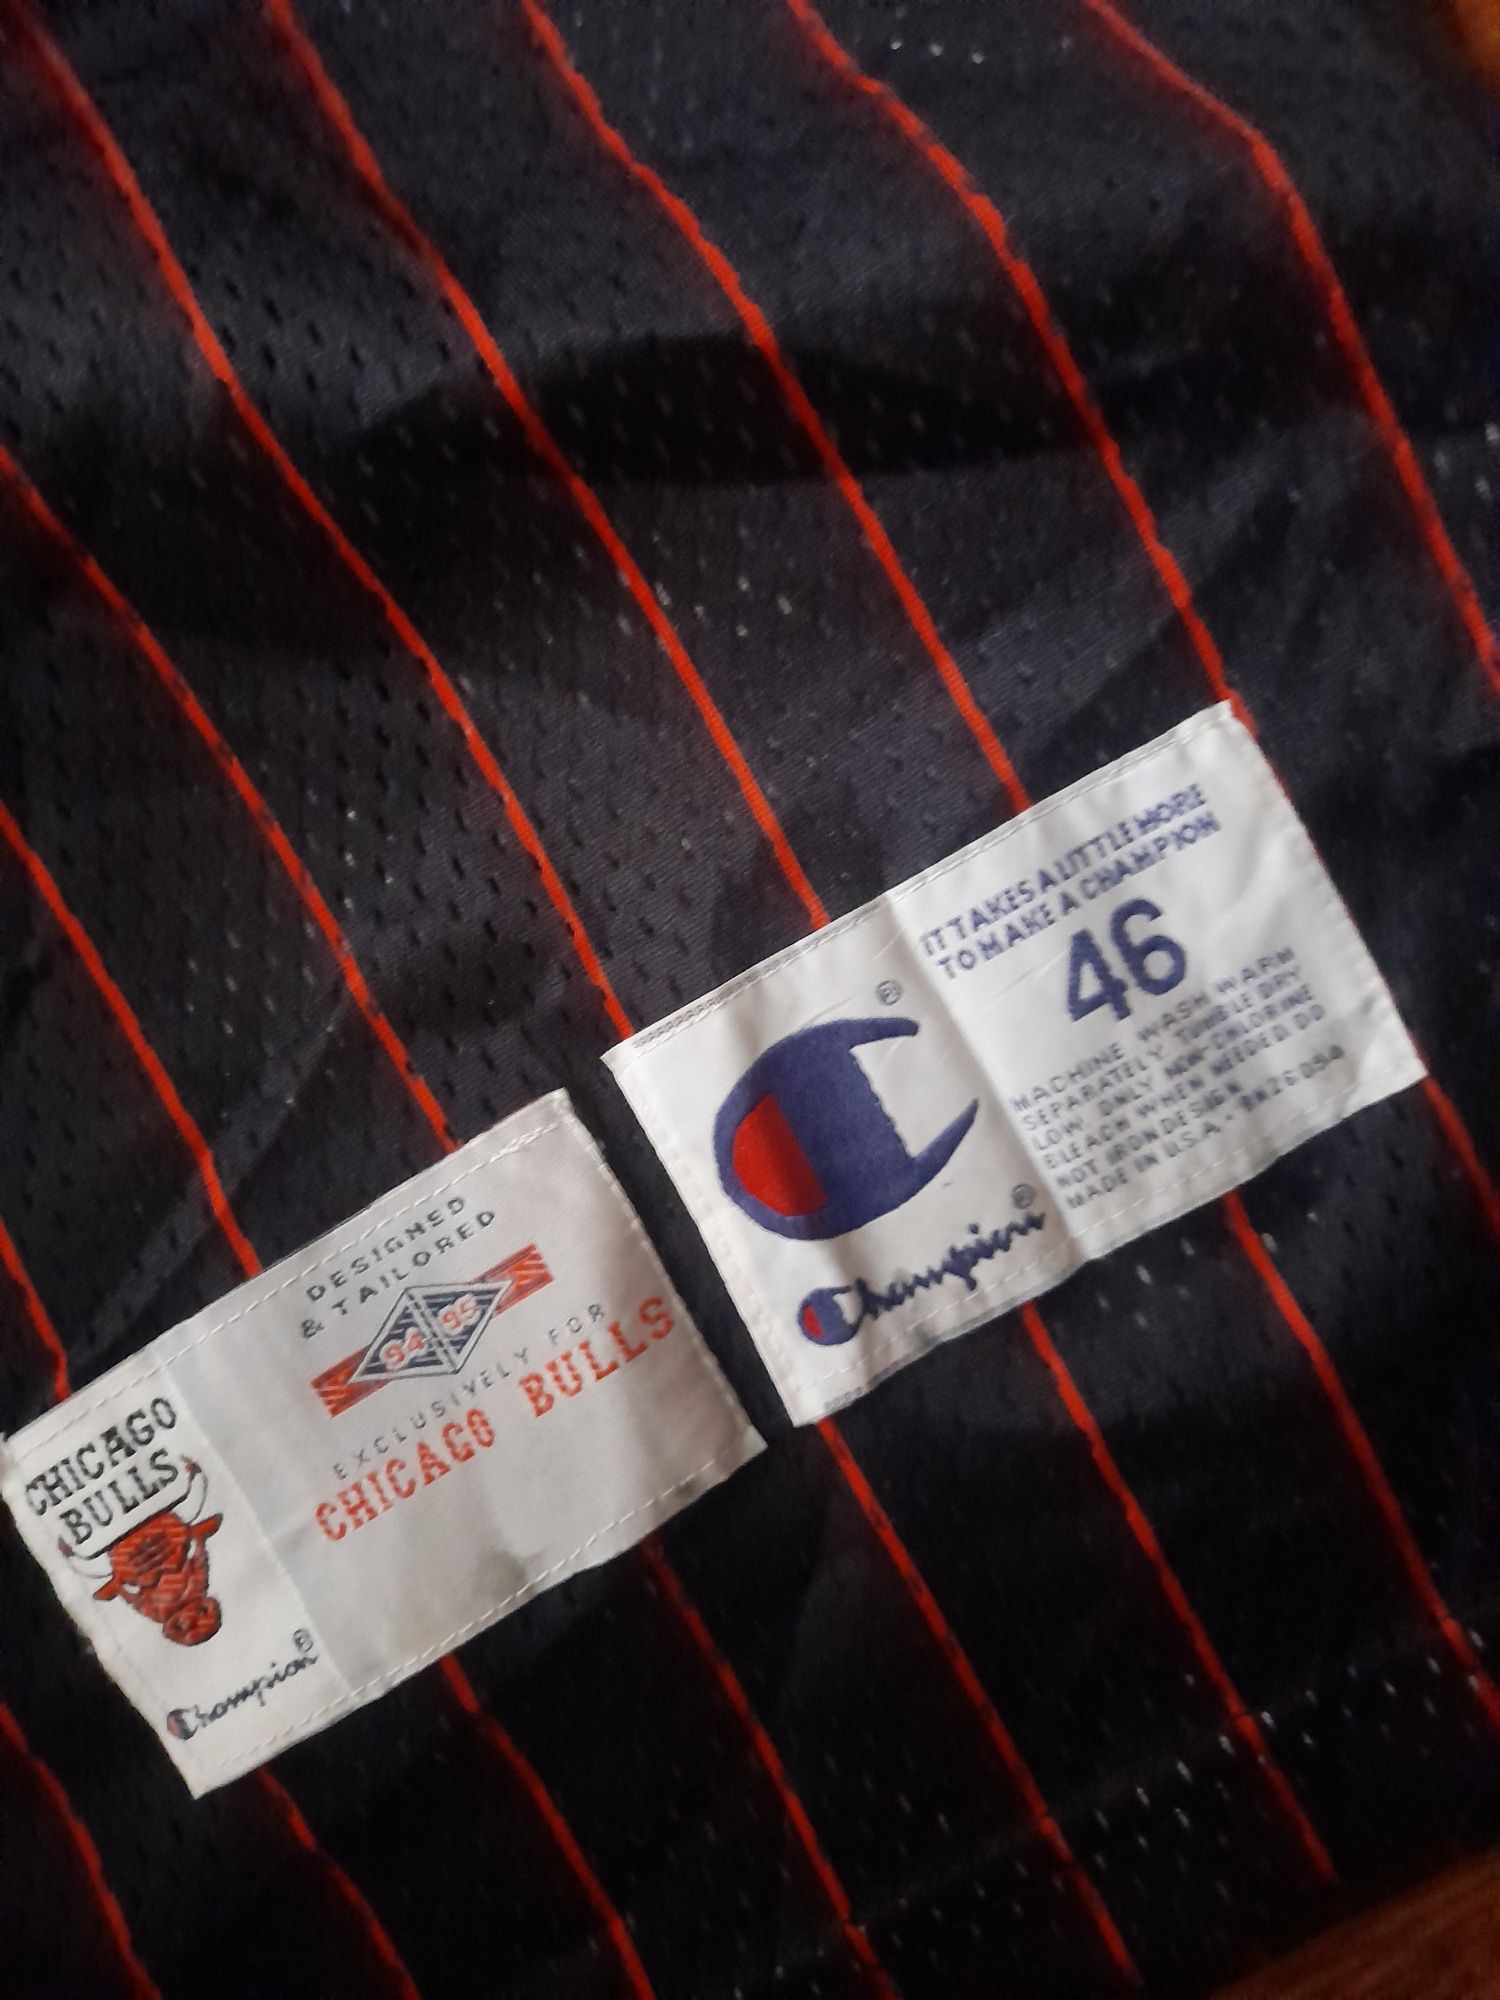 IT TAKES A LITTLE MORE
TO MAKE A CHAMPION
46
MACHINE WASH WARM
SEPARATELY. TUMBLE DRY
LOW. ONLY NON-CHLORINE
BLEACH WHEN NEEDED. DO
NOT IRON DESIGN
MADE IN U.S.A. · RN26094
®
Champion®
DESIGNED
& TAILORED
94 95
EXCLUSIVELY FOR
CHICAGO BULLS
CHICAGO
BULLS
Champion®